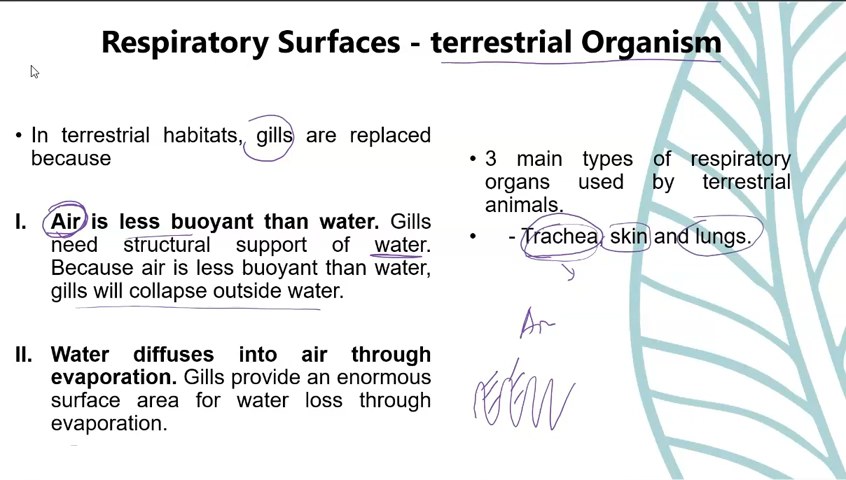 Respiratory Surfaces - terrestrial Organism
• In terrestrial habitats, gills are replaced
because
I. Air is less buoyant than water. Gills
need structural support of water.
Because air is less buoyant than water,
gills will collapse outside water.
II. Water diffuses into air through
evaporation. Gills provide an enormous
surface area for water loss through
evaporation.
• 3 main types of respiratory
organs used by terrestrial
animals.
• - Trachea, skin and lungs.